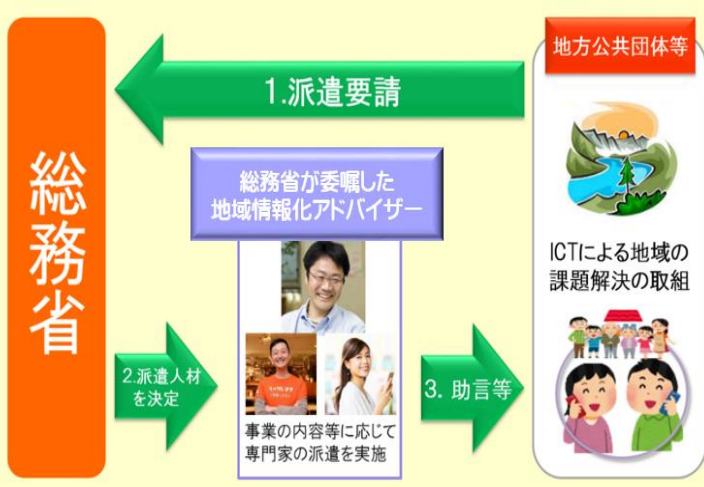 総務省
1.派遣要請
地方公共団体等
総務省が委嘱した
地域情報化アドバイザー
ICTによる地域の
課題解決の取組
2.派遣人材
を決定
3. 助言等
事業の内容等に応じて
専門家の派遣を実施